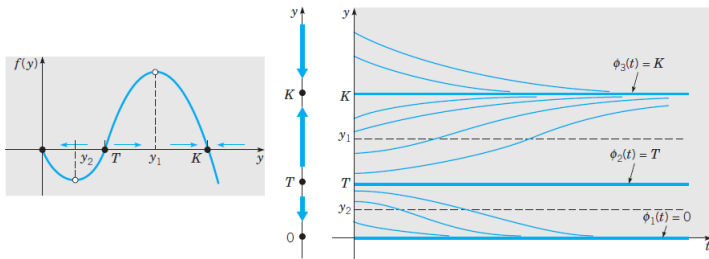 f(y)
y₂
T
y₁
K
y
y
K
T
0
y
K
y₁
T
y₂
ϕ₃(t) = K
ϕ₂(t) = T
ϕ₁(t) = 0
t